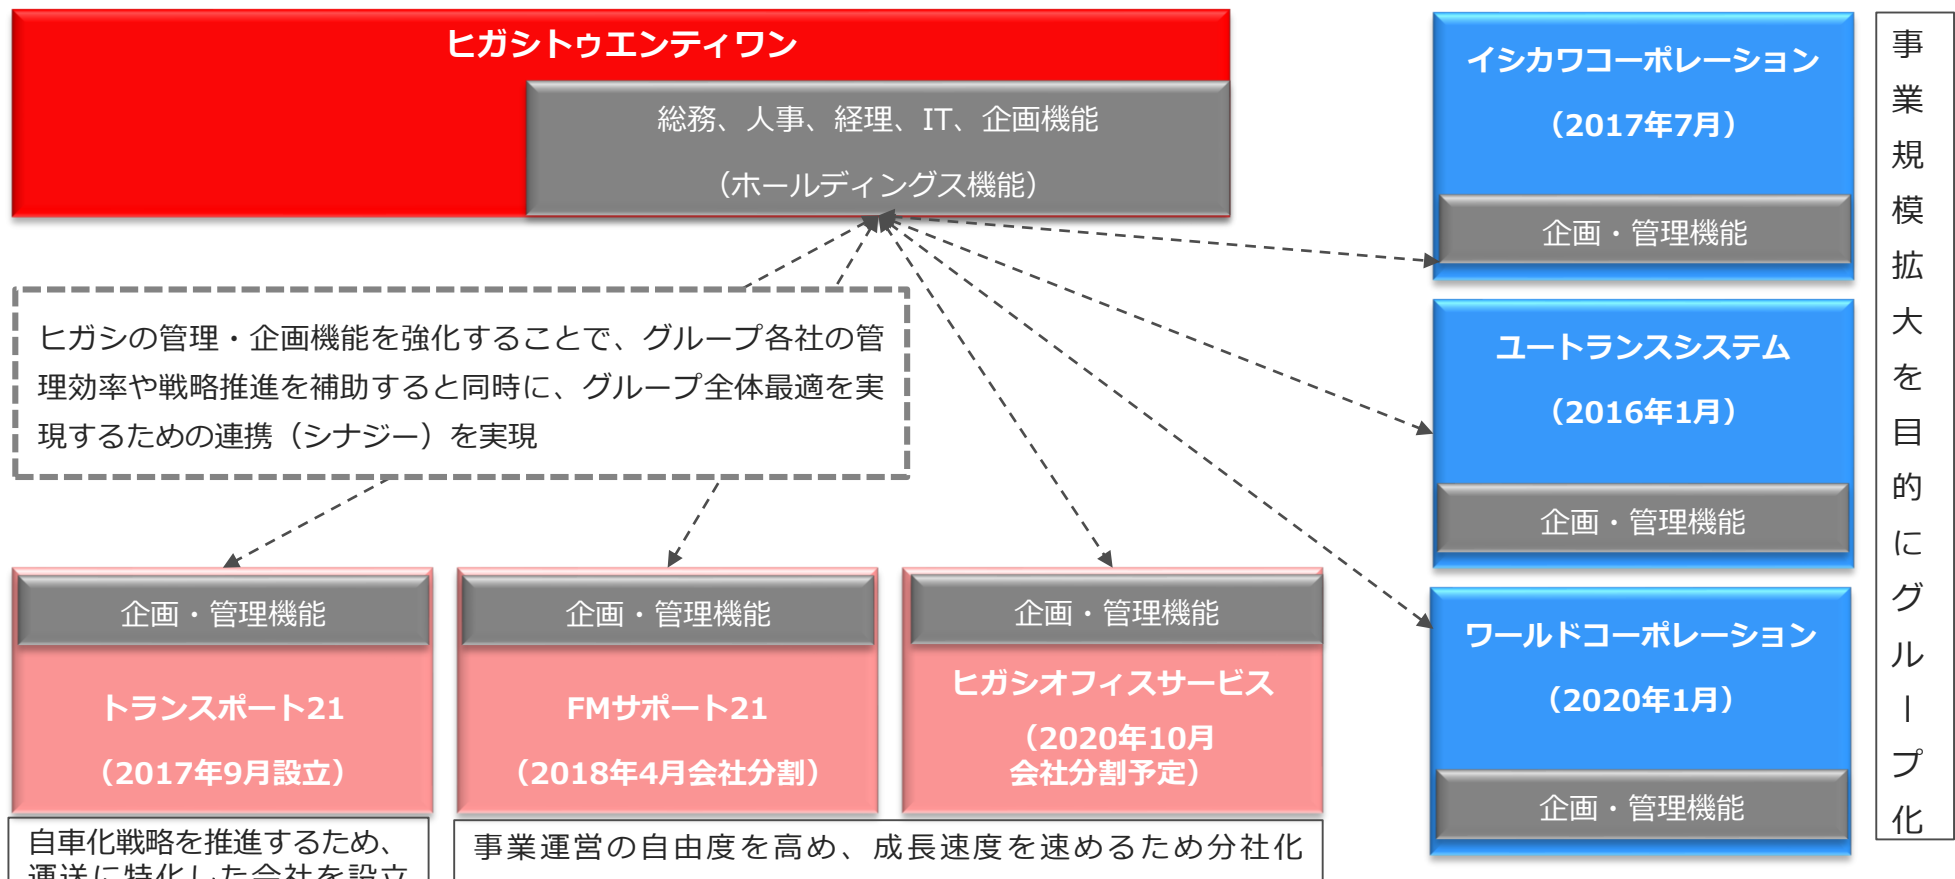 ヒガシトゥエンティワン
総務、人事、経理、IT、企画機能
（ホールディングス機能）
ヒガシの管理・企画機能を強化することで、グループ各社の管
理効率や戦略推進を補助すると同時に、グループ全体最適を実
現するための連携（シナジー）を実現
企画・管理機能
トランスポート21
（2017年9月設立）
自車化戦略を推進するため、
運送に特化した会社を設立
企画・管理機能
FMサポート21
（2018年4月会社分割）
企画・管理機能
ヒガシオフィスサービス
（2020年10月
会社分割予定）
事業運営の自由度を高め、成長速度を速めるため分社化
イシカワコーポレーション
（2017年7月）
企画・管理機能
ユートランスシステム
（2016年1月）
企画・管理機能
ワールドコーポレーション
（2020年1月）
企画・管理機能
事業規模拡大を目的にグループ化